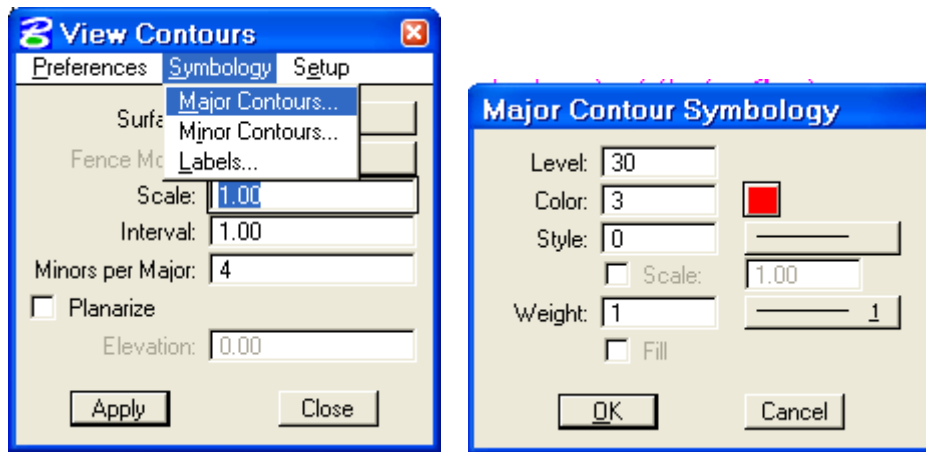 View Contours
Preferences Symbology Setup
Major Contours...
Minor Contours...
Labels...
Surfa
Fence Mo
Scale: 1.00
Interval: 1.00
Minors per Major: 4
Planarize
Elevation: 0.00
Apply Close
Major Contour Symbology
Level: 30
Color: 3
Style: 0
Scale: 1.00
Weight: 1 1
Fill
OK Cancel